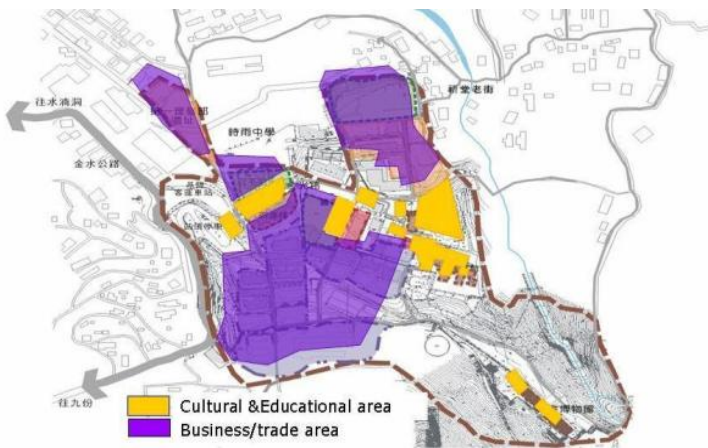 往水湳洞
金水公路
時雨中學
祈堂老街
博物館
往九份
Cultural &Educational area
Business/trade area